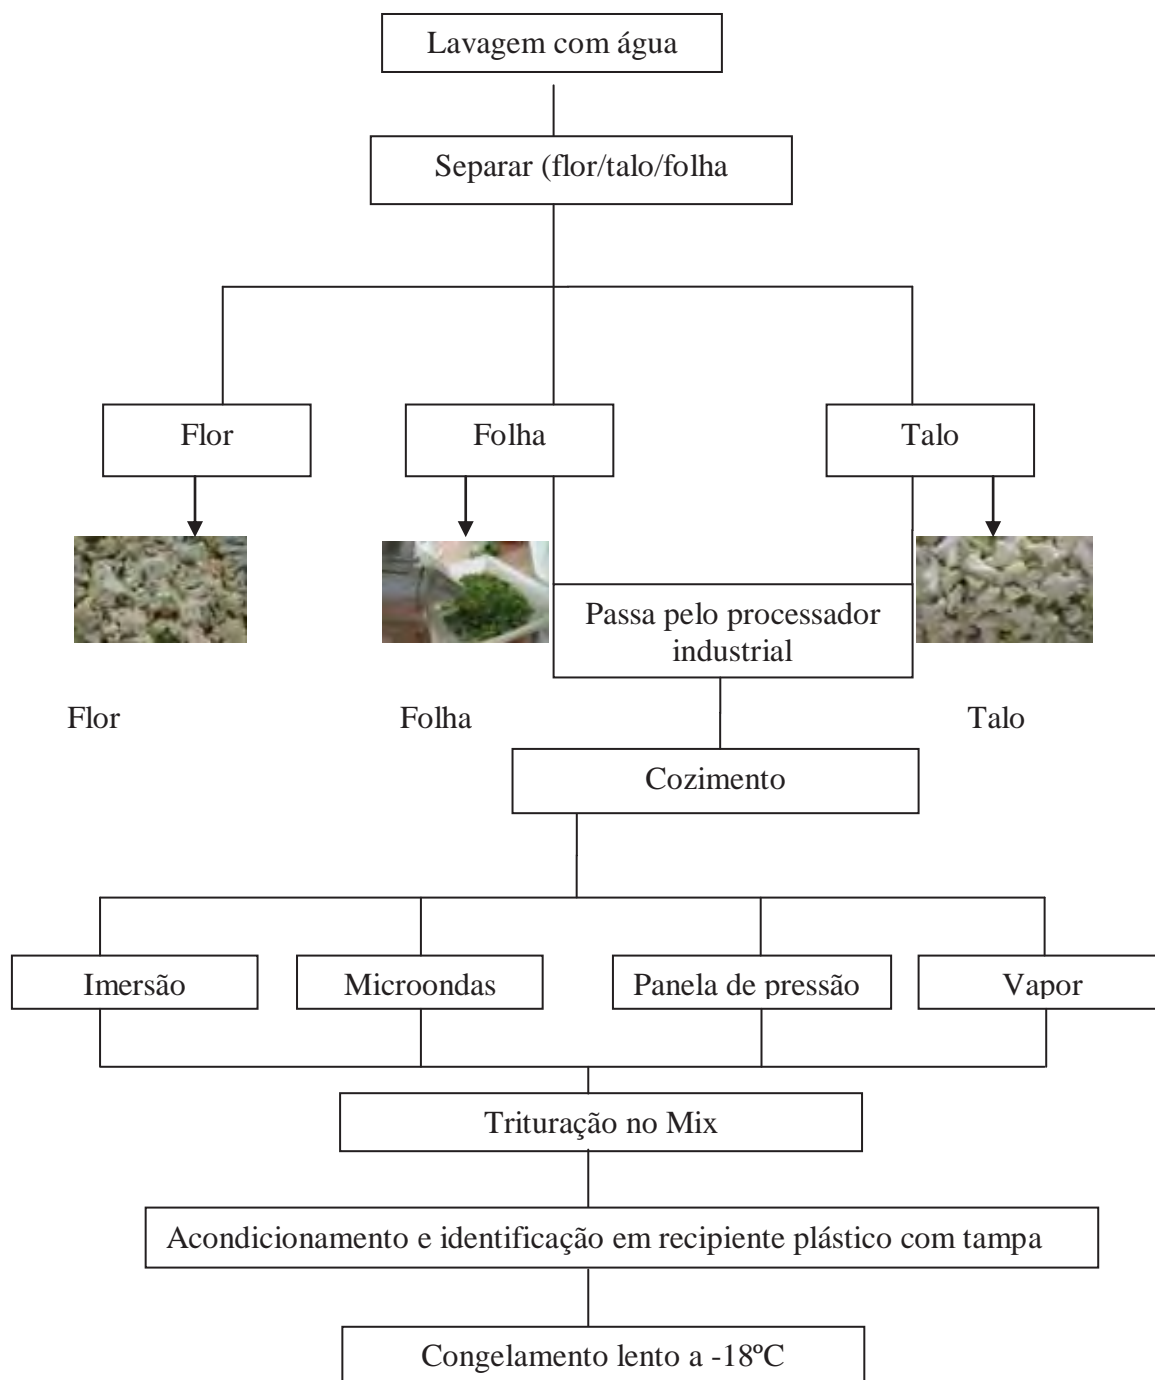 Lavagem com água
Separar (flor/talo/folha
Flor
Folha
Talo
Passa pelo processador
industrial
Flor
Folha
Talo
Cozimento
Imersão
Microondas
Panela de pressão
Vapor
Trituração no Mix
Acondicionamento e identificação em recipiente plástico com tampa
Congelamento lento a -18ºC